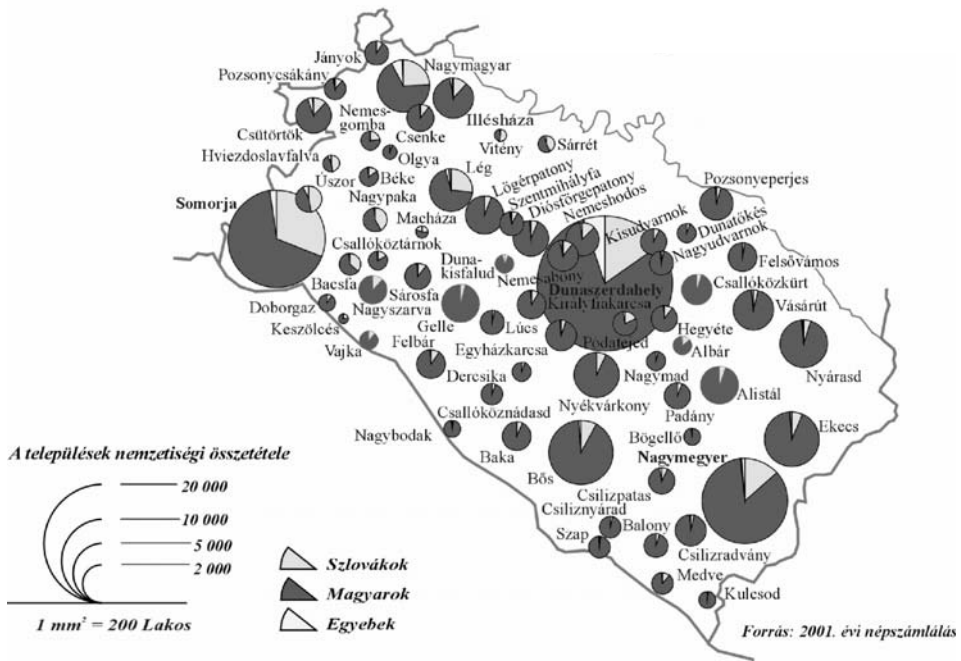 Jányok
Pozsonycsákány
Nagymagyar
Nemes-
gomba
Csenke
Illésháza
Csütörtök
Vitény
Sárrét
Olgya
Hviezdoslavfalva
Béke
Lég
Úszor
Nagypaka
Lögérpatony
Szentmihályfa
Diósförgepatony
Nemeshodos
Pozsonyeperjes
Somorja
Macháza
Kisudvarnok
Dunatőkés
Nagyudvarnok
Csallóköztárnok
Duna-
kisfalud
Nemesabony
Felsővámos
Bacsfa
Sárosfa
Dunaszerdahely
Csallóközkürt
Nagyszarva
Királyfiakarcsa
Doborgaz
Gelle
Lúcs
Vásárút
Keszölcés
Hegyéte
Vajka
Felbár
Egyházkarcsa
Pódatejed
Albár
Nyárasd
Dercsika
Nagymad
Alistál
Csallóköznádasd
Nyékvárkony
Padány
Nagybodak
Baka
Bögellő
Ekecs
Bős
Nagymegyer
Csilizpatas
Csiliznyárad
Szap
Balony
Csilizradvány
Medve
Kulcsod
A települések nemzetiségi összetétele
20 000
10 000
5 000
2 000
1 mm² = 200 Lakos
Szlovákok
Magyarok
Egyebek
Forrás: 2001. évi népszámlálás